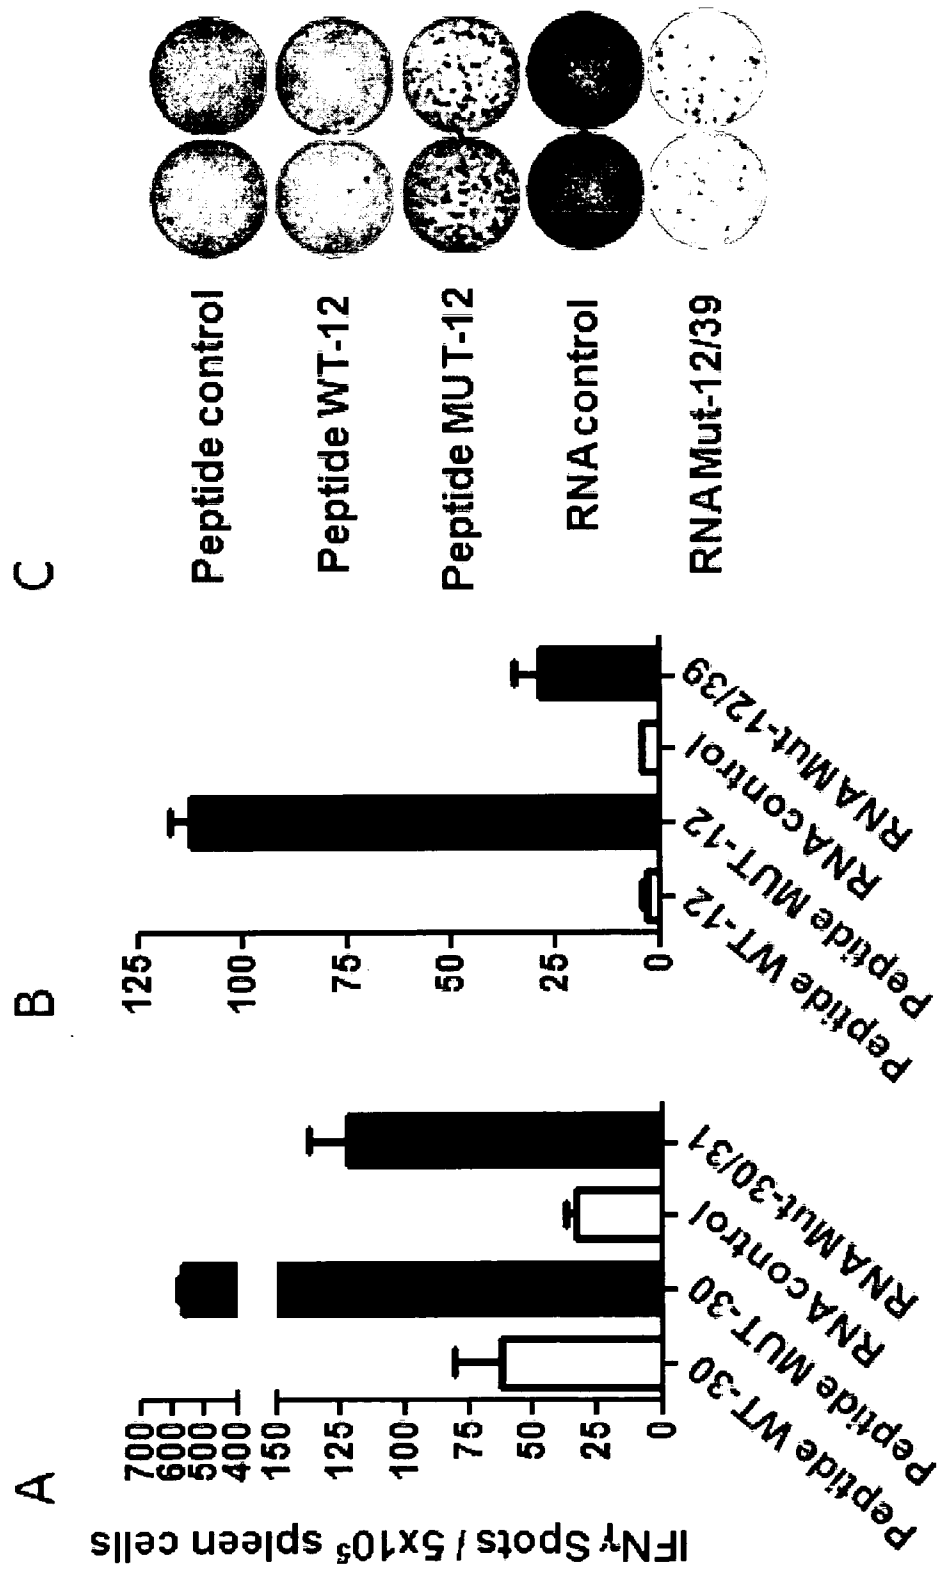 A
IFNγ Spots / 5x10⁵ spleen cells
700
600
500
400
150
125
100
75
50
25
0
Peptide WT-30
Peptide MUT-30
RNA control
RNA Mut-30/31
B
125
100
75
50
25
0
Peptide WT-12
Peptide MUT-12
RNA control
RNA Mut-12/39
C
Peptide control
Peptide WT-12
Peptide MUT-12
RNA control
RNA Mut-12/39